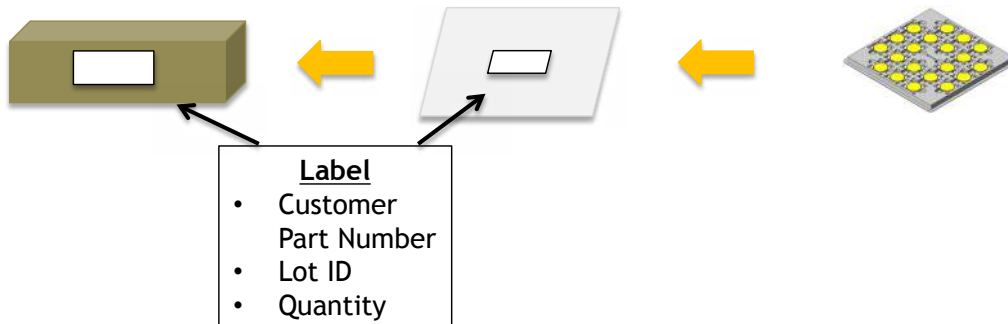 Label
• Customer
Part Number
• Lot ID
• Quantity